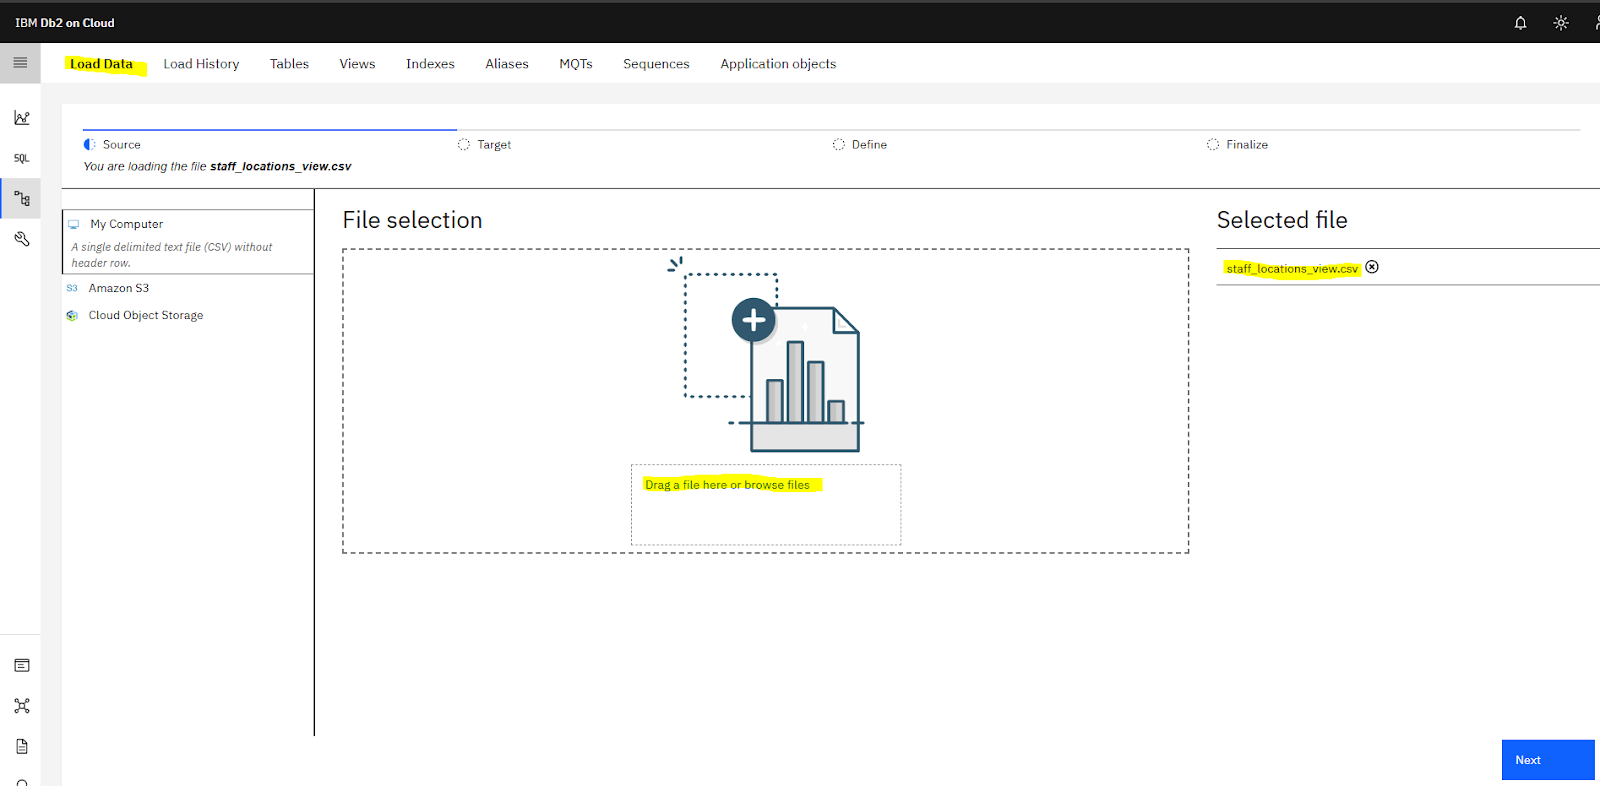 IBM Db2 on Cloud
Load Data Load History Tables Views Indexes Aliases MQTs Sequences Application objects
Source Target Define Finalize
You are loading the file staff_locations_view.csv
SQL
My Computer
A single delimited text file (CSV) without
header row.
S3 Amazon S3
Cloud Object Storage
File selection
Drag a file here or browse files
Selected file
staff_locations_view.csv
Next